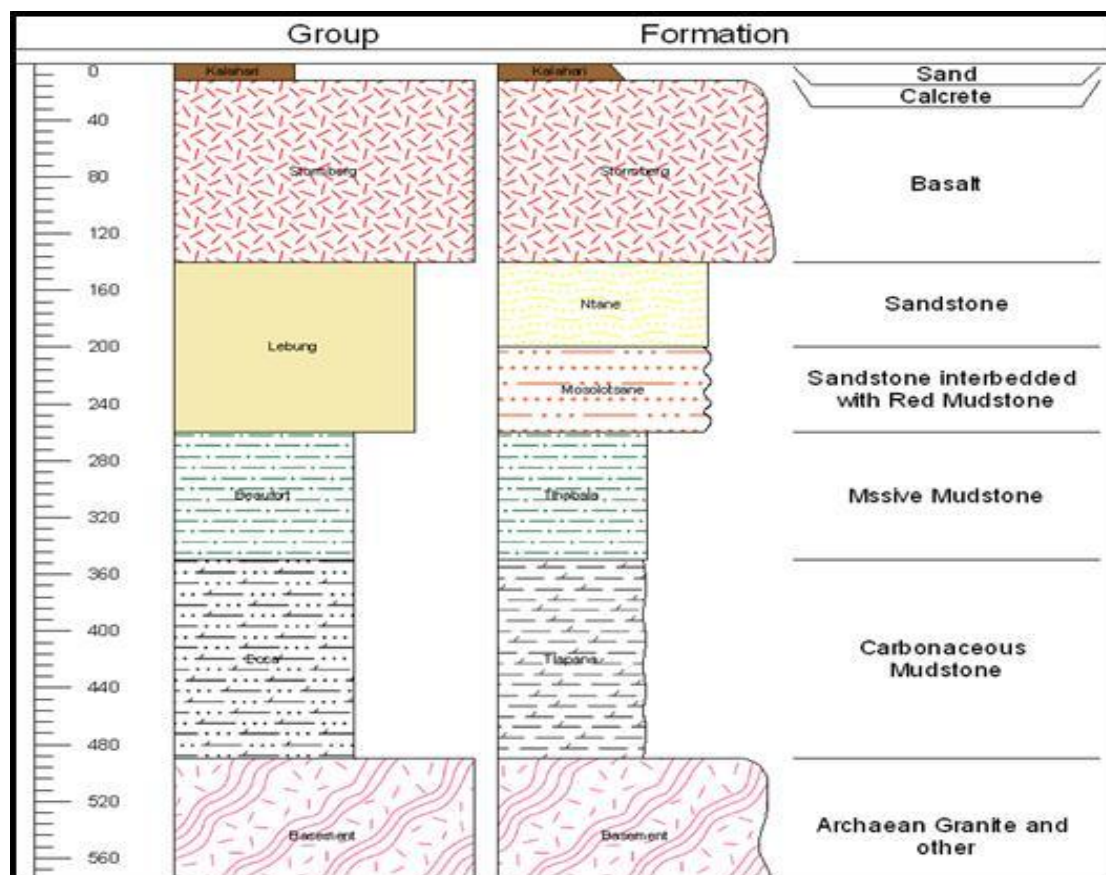 Group
Formation
0
40
80
120
160
200
240
280
320
360
400
440
480
520
560
Kalahari
Stormberg
Lebung
Beaufort
Ecca
Basement
Kalahari
Stormberg
Ntane
Mosolotsane
Tlhabala
Tlapana
Basement
Sand
Calcrete
Basalt
Sandstone
Sandstone interbedded
with Red Mudstone
Mssive Mudstone
Carbonaceous
Mudstone
Archaean Granite and
other